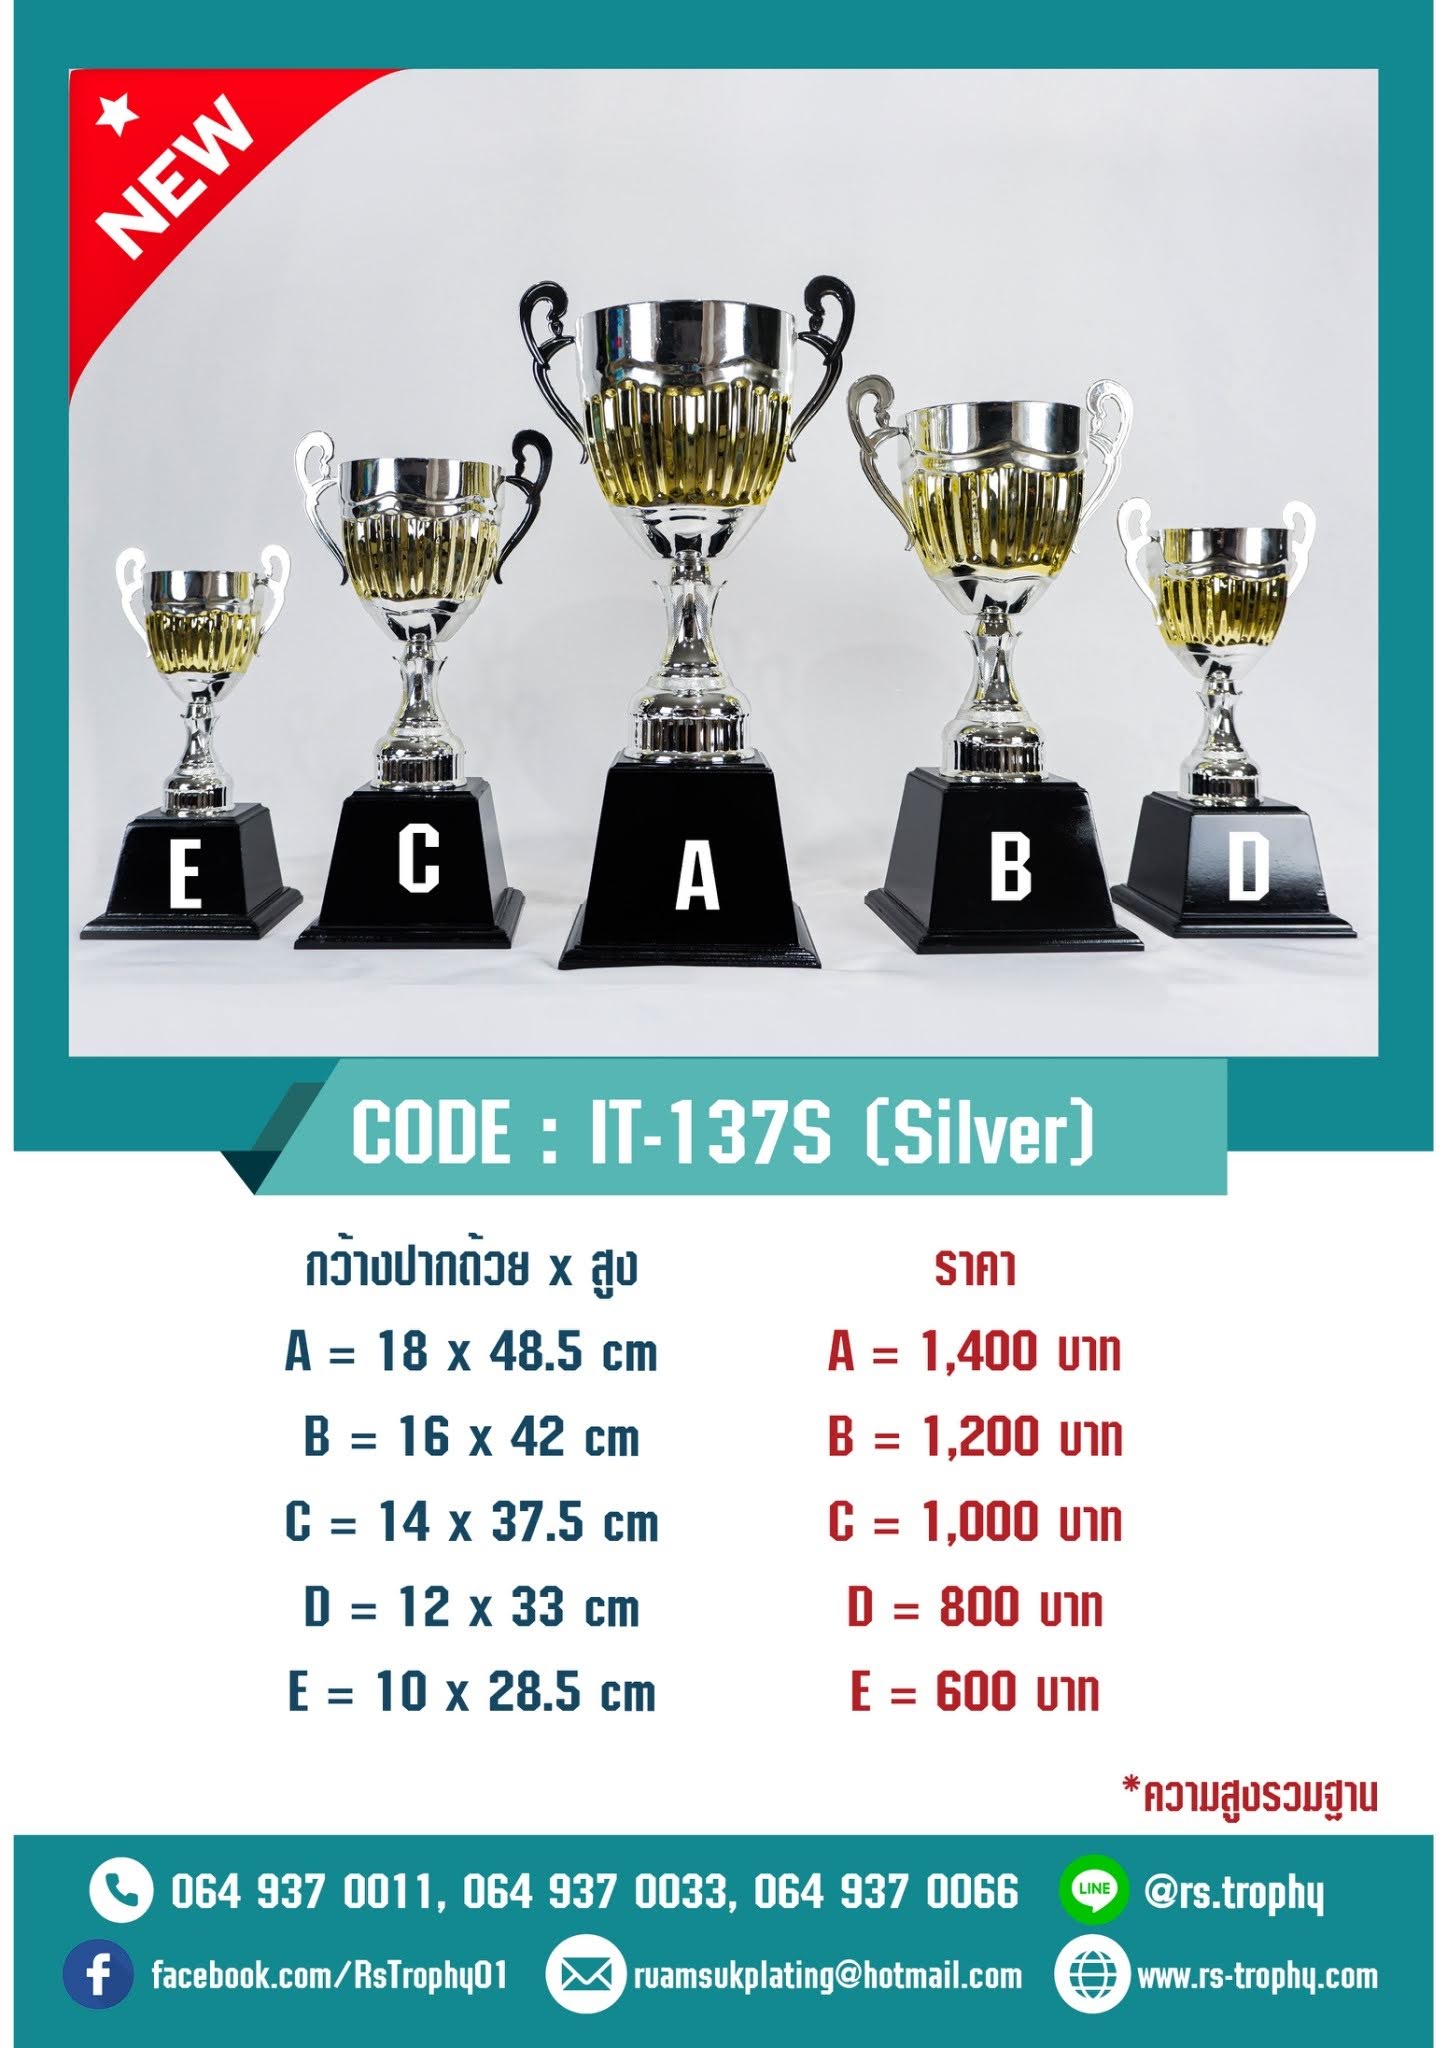 NEW
E
C
A
B
D
CODE : IT-137S (Silver)
กว้างปากถ้วย x สูง
A = 18 x 48.5 cm
B = 16 x 42 cm
C = 14 x 37.5 cm
D = 12 x 33 cm
E = 10 x 28.5 cm
ราคา
A = 1,400 บาท
B = 1,200 บาท
C = 1,000 บาท
D = 800 บาท
E = 600 บาท
*ความสูงรวมฐาน
064 937 0011, 064 937 0033, 064 937 0066
LINE @rs.trophy
facebook.com/RsTrophy01
ruamsukplating@hotmail.com
www.rs-trophy.com